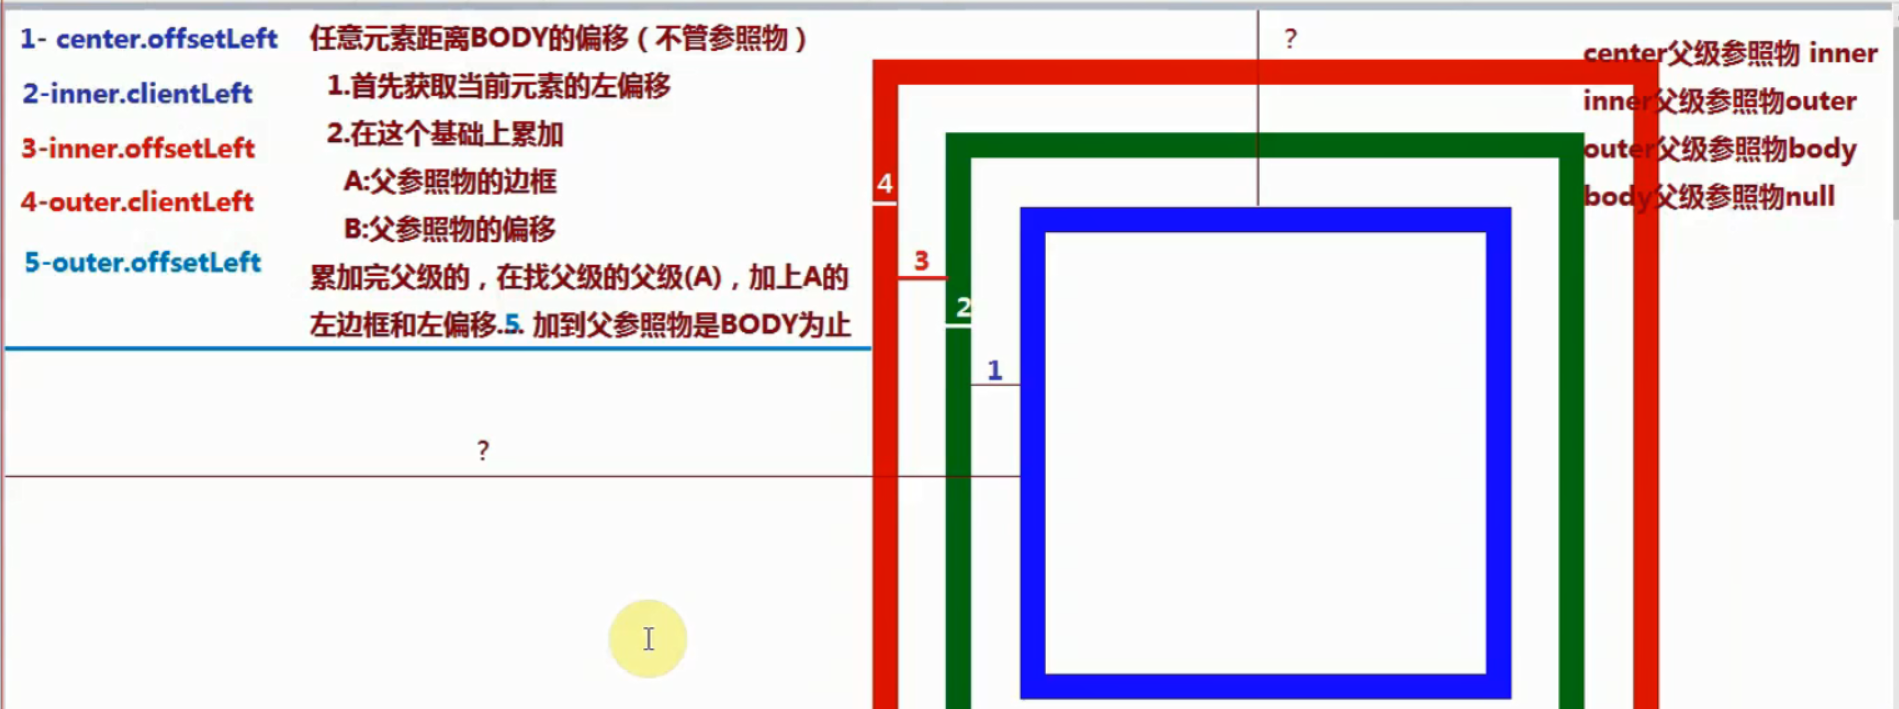 1- center.offsetLeft
2-inner.clientLeft
3-inner.offsetLeft
4-outer.clientLeft
5-outer.offsetLeft
任意元素距离BODY的偏移（不管参照物）
1.首先获取当前元素的左偏移
2.在这个基础上累加
A:父参照物的边框
B:父参照物的偏移
累加完父级的，在找父级的父级(A)，加上A的
左边框和左偏移.... 加到父参照物是BODY为止
5
?
4
3
2
1
?
center父级参照物 inner
inner父级参照物outer
outer父级参照物body
body父级参照物null